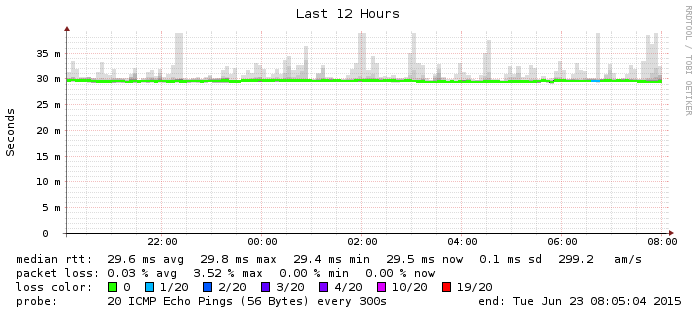 Last 12 Hours
RRDTOOL / TOBI OETIKER
Seconds
35 m
30 m
25 m
20 m
15 m
10 m
5 m
0
22:00 00:00 02:00 04:00 06:00 08:00
median rtt: 29.6 ms avg 29.8 ms max 29.4 ms min 29.5 ms now 0.1 ms sd 299.2 am/s
packet loss: 0.03 % avg 3.52 % max 0.00 % min 0.00 % now
loss color: 0 1/20 2/20 3/20 4/20 10/20 19/20
probe: 20 ICMP Echo Pings (56 Bytes) every 300s end: Tue Jun 23 08:05:04 2015